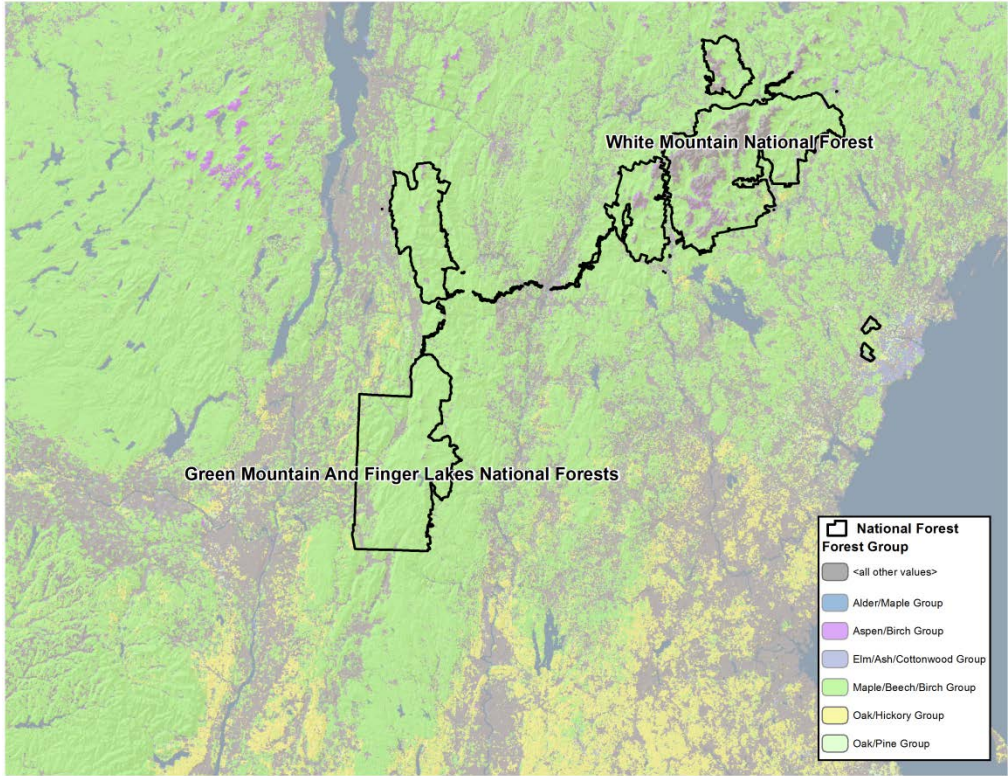 White Mountain National Forest
Green Mountain And Finger Lakes National Forests
National Forest
Forest Group
<all other values>
Alder/Maple Group
Aspen/Birch Group
Elm/Ash/Cottonwood Group
Maple/Beech/Birch Group
Oak/Hickory Group
Oak/Pine Group